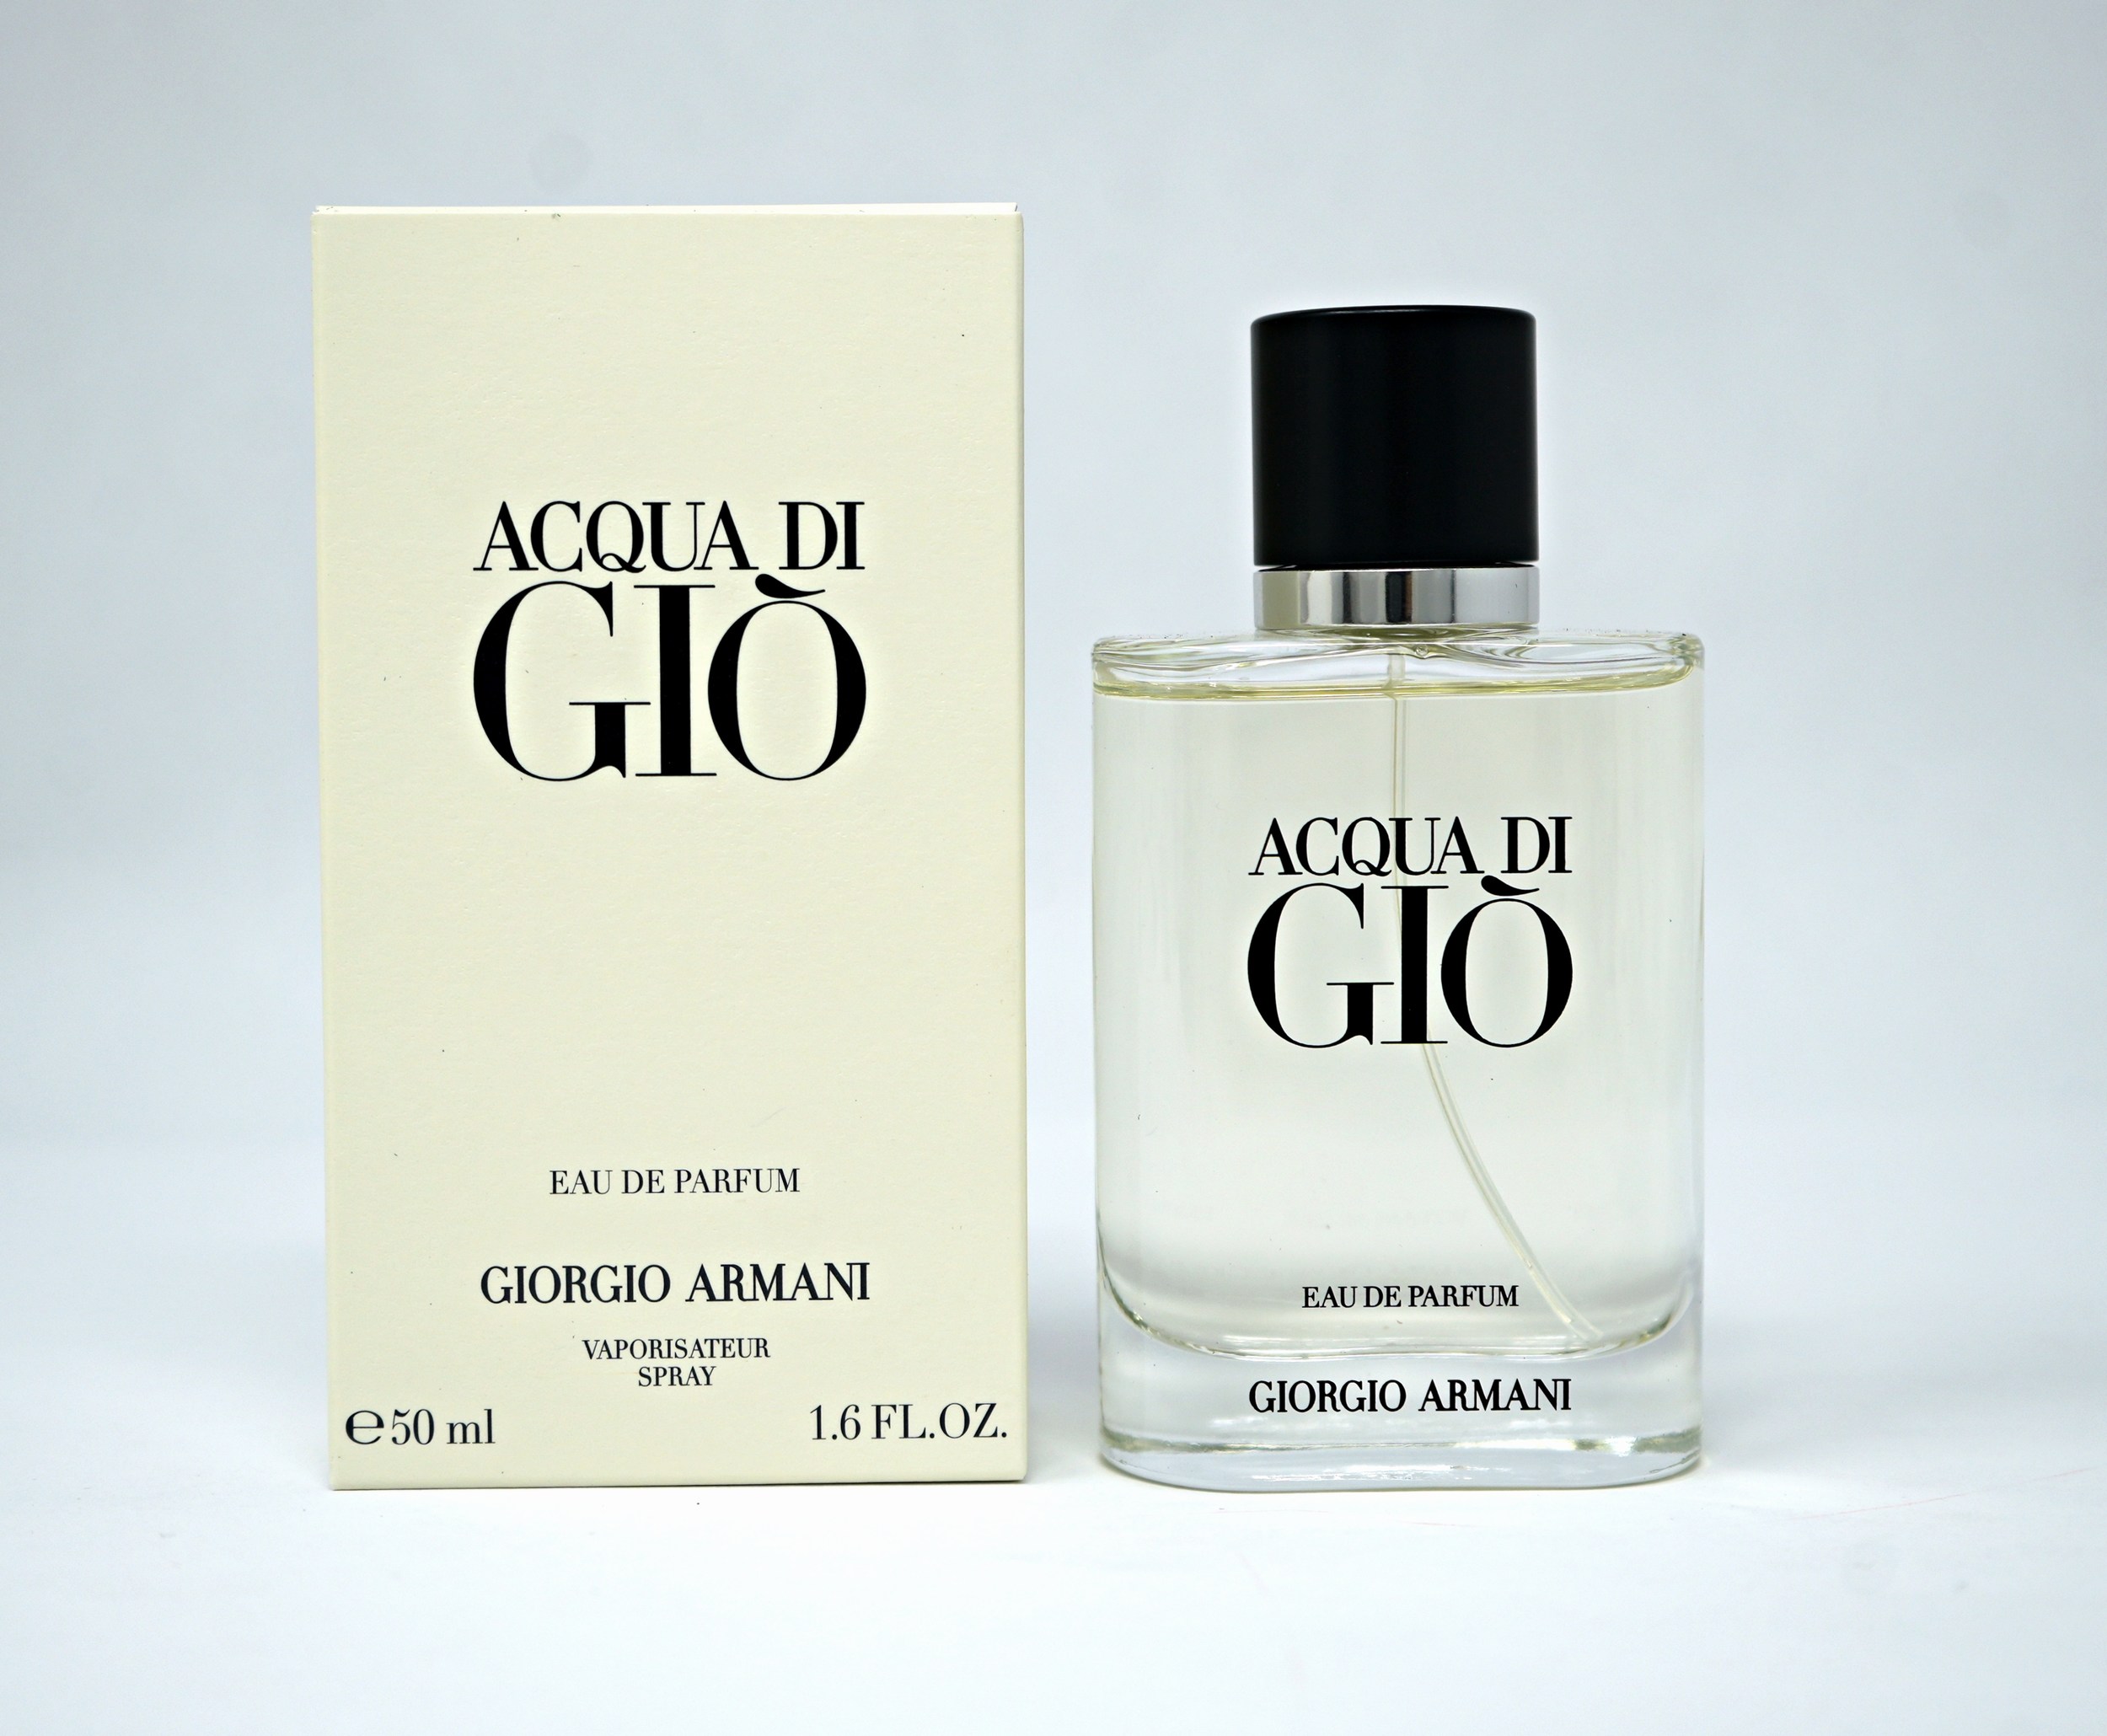 ACQUA DI
GIÒ
EAU DE PARFUM
GIORGIO ARMANI
VAPORISATEUR
SPRAY
℮50 ml 1.6 FL.OZ.
ACQUA DI
GIÒ
EAU DE PARFUM
GIORGIO ARMANI